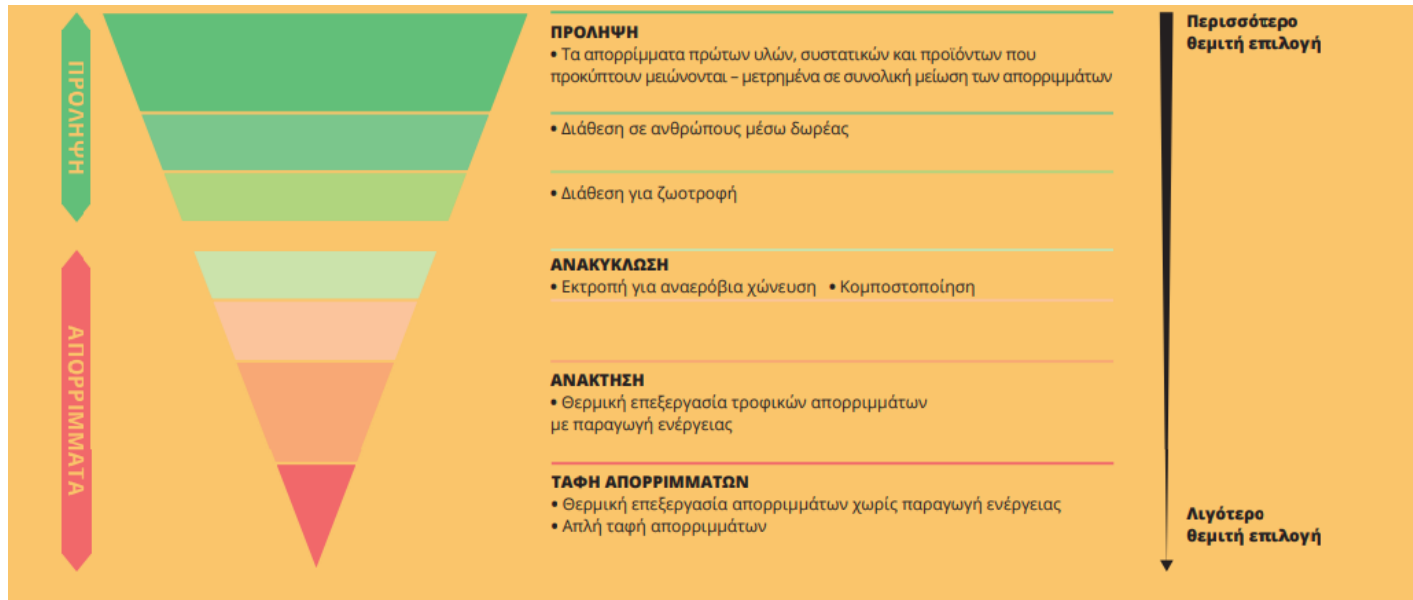 ΠΡΟΛΗΨΗ
ΠΡΟΛΗΨΗ
• Τα απορρίμματα πρώτων υλών, συστατικών και προϊόντων που
προκύπτουν μειώνονται – μετρημένα σε συνολική μείωση των απορριμμάτων
• Διάθεση σε ανθρώπους μέσω δωρεάς
• Διάθεση για ζωοτροφή
ΑΠΟΡΡΙΜΜΑΤΑ
ΑΝΑΚΥΚΛΩΣΗ
• Εκτροπή για αναερόβια χώνευση • Κομποστοποίηση
ΑΝΑΚΤΗΣΗ
• Θερμική επεξεργασία τροφικών απορριμμάτων
με παραγωγή ενέργειας
ΤΑΦΗ ΑΠΟΡΡΙΜΜΑΤΩΝ
• Θερμική επεξεργασία απορριμμάτων χωρίς παραγωγή ενέργειας
• Απλή ταφή απορριμμάτων
Περισσότερο
θεμιτή επιλογή
Λιγότερο
θεμιτή επιλογή